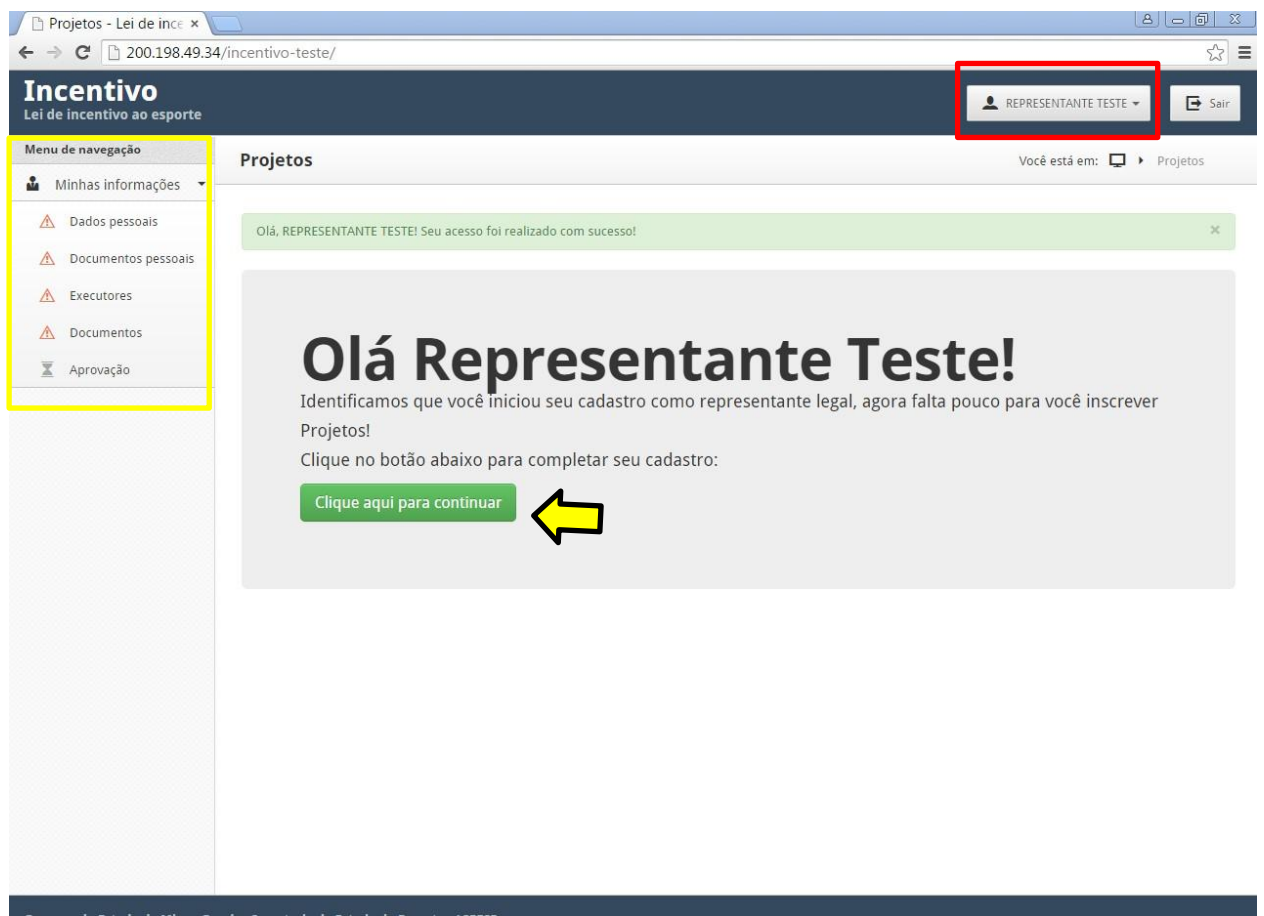 Projetos - Lei de ince
200.198.49.34/incentivo-teste/
Incentivo
Lei de incentivo ao esporte
REPRESENTANTE TESTE
Sair
Menu de navegação
Minhas informações
Dados pessoais
Documentos pessoais
Executores
Documentos
Aprovação
Projetos
Você está em: Projetos
Olá, REPRESENTANTE TESTE! Seu acesso foi realizado com sucesso!
Olá Representante Teste!
Identificamos que você iniciou seu cadastro como representante legal, agora falta pouco para você inscrever
Projetos!
Clique no botão abaixo para completar seu cadastro:
Clique aqui para continuar